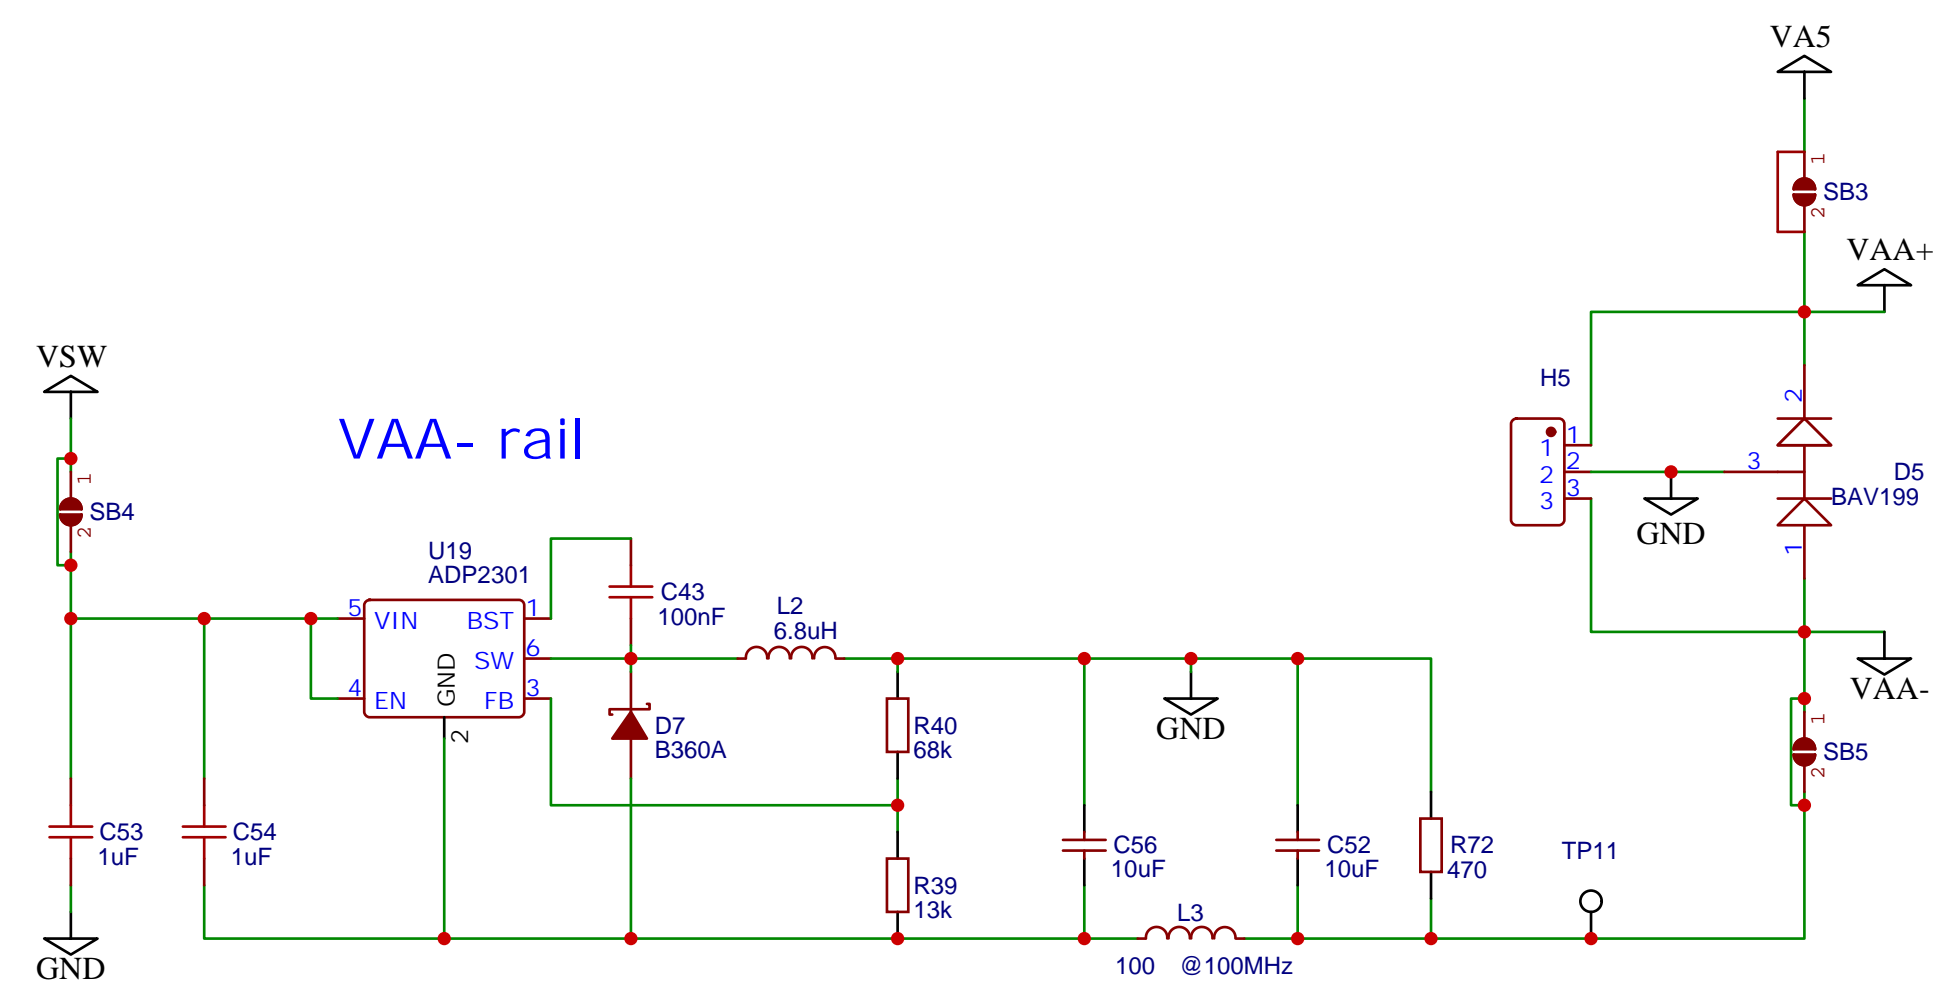 VA5
1
SB3
2
VAA+
VSW
VAA- rail
H5
2
1
1
2
2
3
3
3
D5
BAV199
GND
1
1
SB4
2
U19
ADP2301
5
VIN
BST
1
GND
SW
6
4
EN
FB
3
2
C43
100nF
L2
6.8uH
D7
B360A
R40
68k
GND
VAA-
1
SB5
2
C53
1uF
C54
1uF
C56
10uF
C52
10uF
R72
470
TP11
R39
13k
L3
100 @100MHz
GND